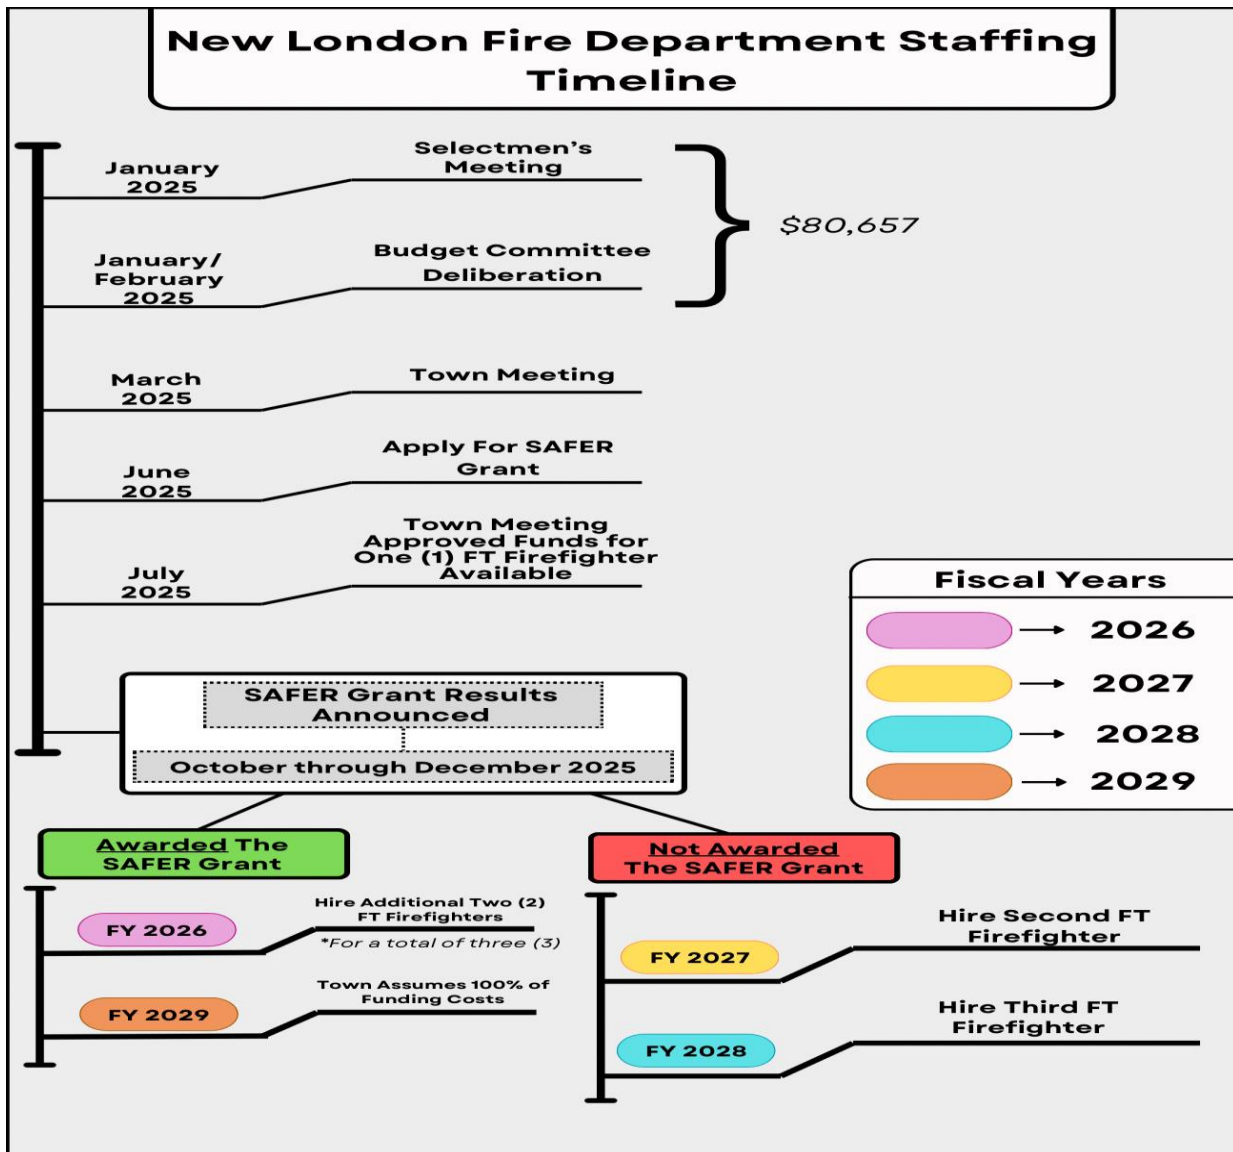 New London Fire Department Staffing
Timeline
January
2025
Selectmen's
Meeting
$80,657
January/
February
2025
Budget Committee
Deliberation
March
2025
Town Meeting
June
2025
Apply For SAFER
Grant
July
2025
Town Meeting
Approved Funds for
One (1) FT Firefighter
Available
Fiscal Years
2026
2027
2028
2029
SAFER Grant Results
Announced
October through December 2025
Awarded The
SAFER Grant
FY 2026
Hire Additional Two (2)
FT Firefighters
*For a total of three (3)
FY 2029
Town Assumes 100% of
Funding Costs
Not Awarded
The SAFER Grant
FY 2027
Hire Second FT
Firefighter
FY 2028
Hire Third FT
Firefighter